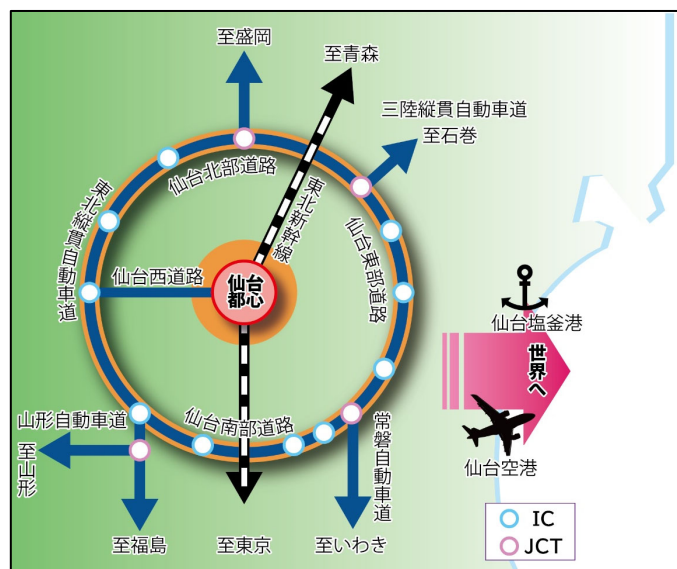 至盛岡
至青森
三陸縦貫自動車道
至石巻
仙台北部道路
東北新幹線
東北縦貫自動車道
仙台東部道路
仙台西道路
仙台
都心
仙台塩釜港
世界へ
山形自動車道
仙台南部道路
常磐自動車道
至山形
仙台空港
至福島
至東京
至いわき
IC
JCT